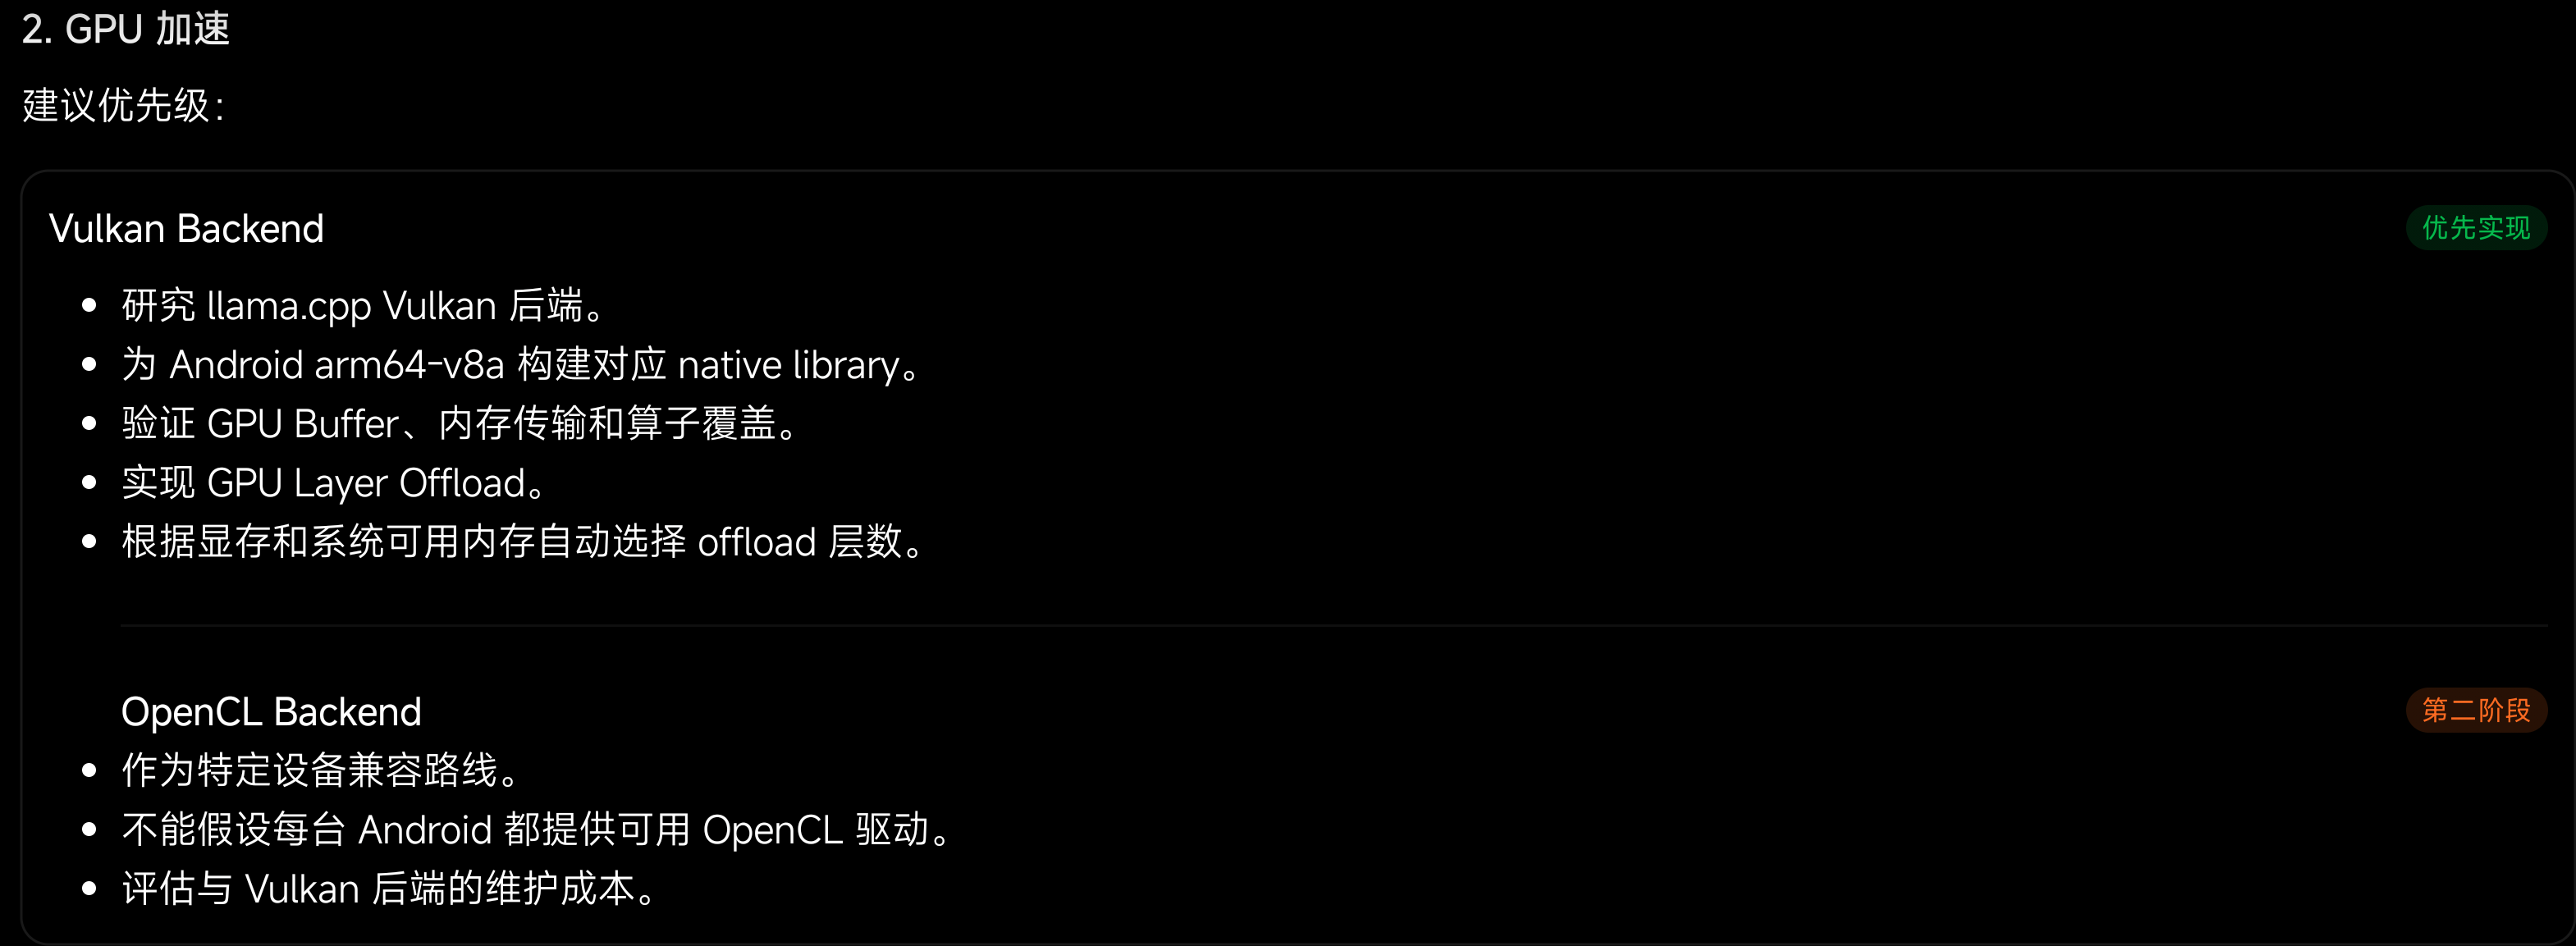 2. GPU 加速
建议优先级：
Vulkan Backend
优先实现
研究 llama.cpp Vulkan 后端。
为 Android arm64-v8a 构建对应 native library。
验证 GPU Buffer、内存传输和算子覆盖。
实现 GPU Layer Offload。
根据显存和系统可用内存自动选择 offload 层数。
OpenCL Backend
第二阶段
作为特定设备兼容路线。
不能假设每台 Android 都提供可用 OpenCL 驱动。
评估与 Vulkan 后端的维护成本。